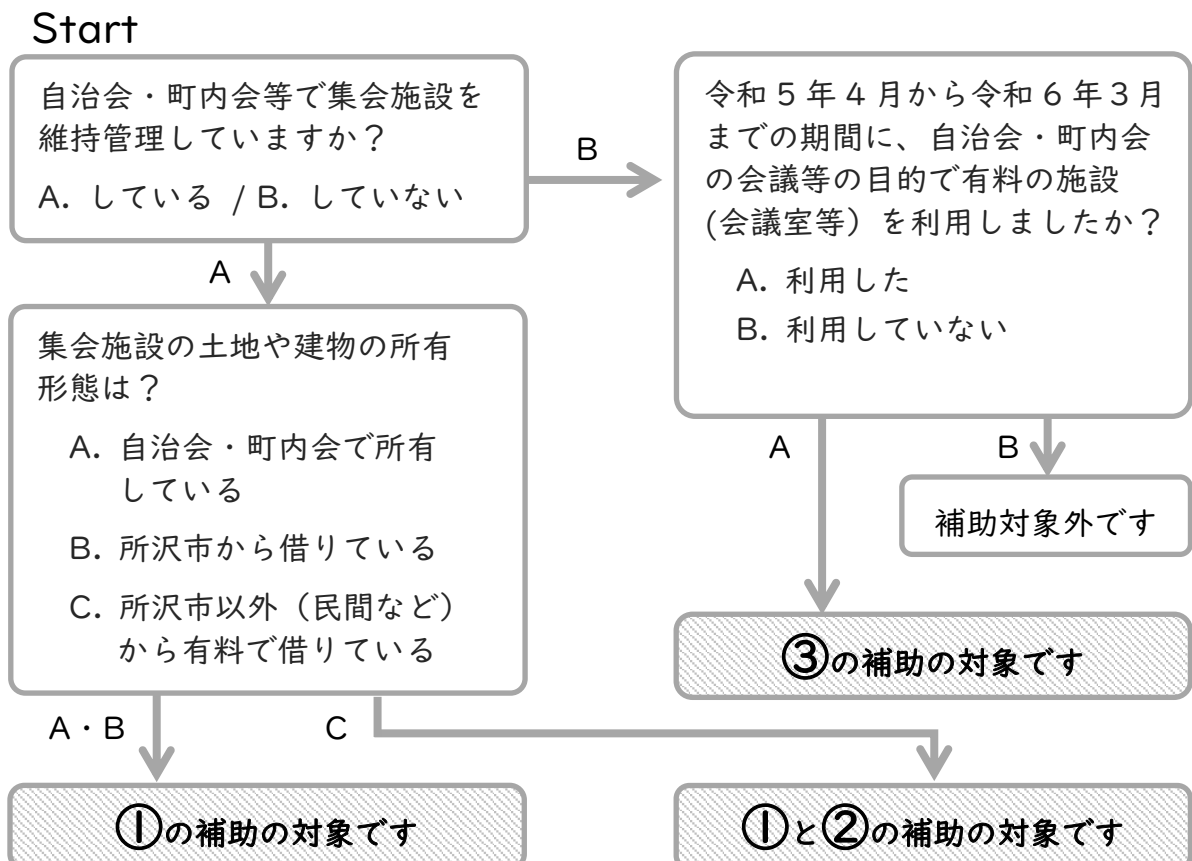 Start
自治会・町内会等で集会施設を
維持管理していますか？
A. している / B. していない
B
令和５年４月から令和６年３月
までの期間に、自治会・町内会
の会議等の目的で有料の施設
(会議室等）を利用しましたか？
A. 利用した
B. 利用していない
A
集会施設の土地や建物の所有
形態は？
A. 自治会・町内会で所有
している
B. 所沢市から借りている
C. 所沢市以外（民間など）
から有料で借りている
A
B
補助対象外です
③の補助の対象です
A・B
C
①の補助の対象です
①と②の補助の対象です